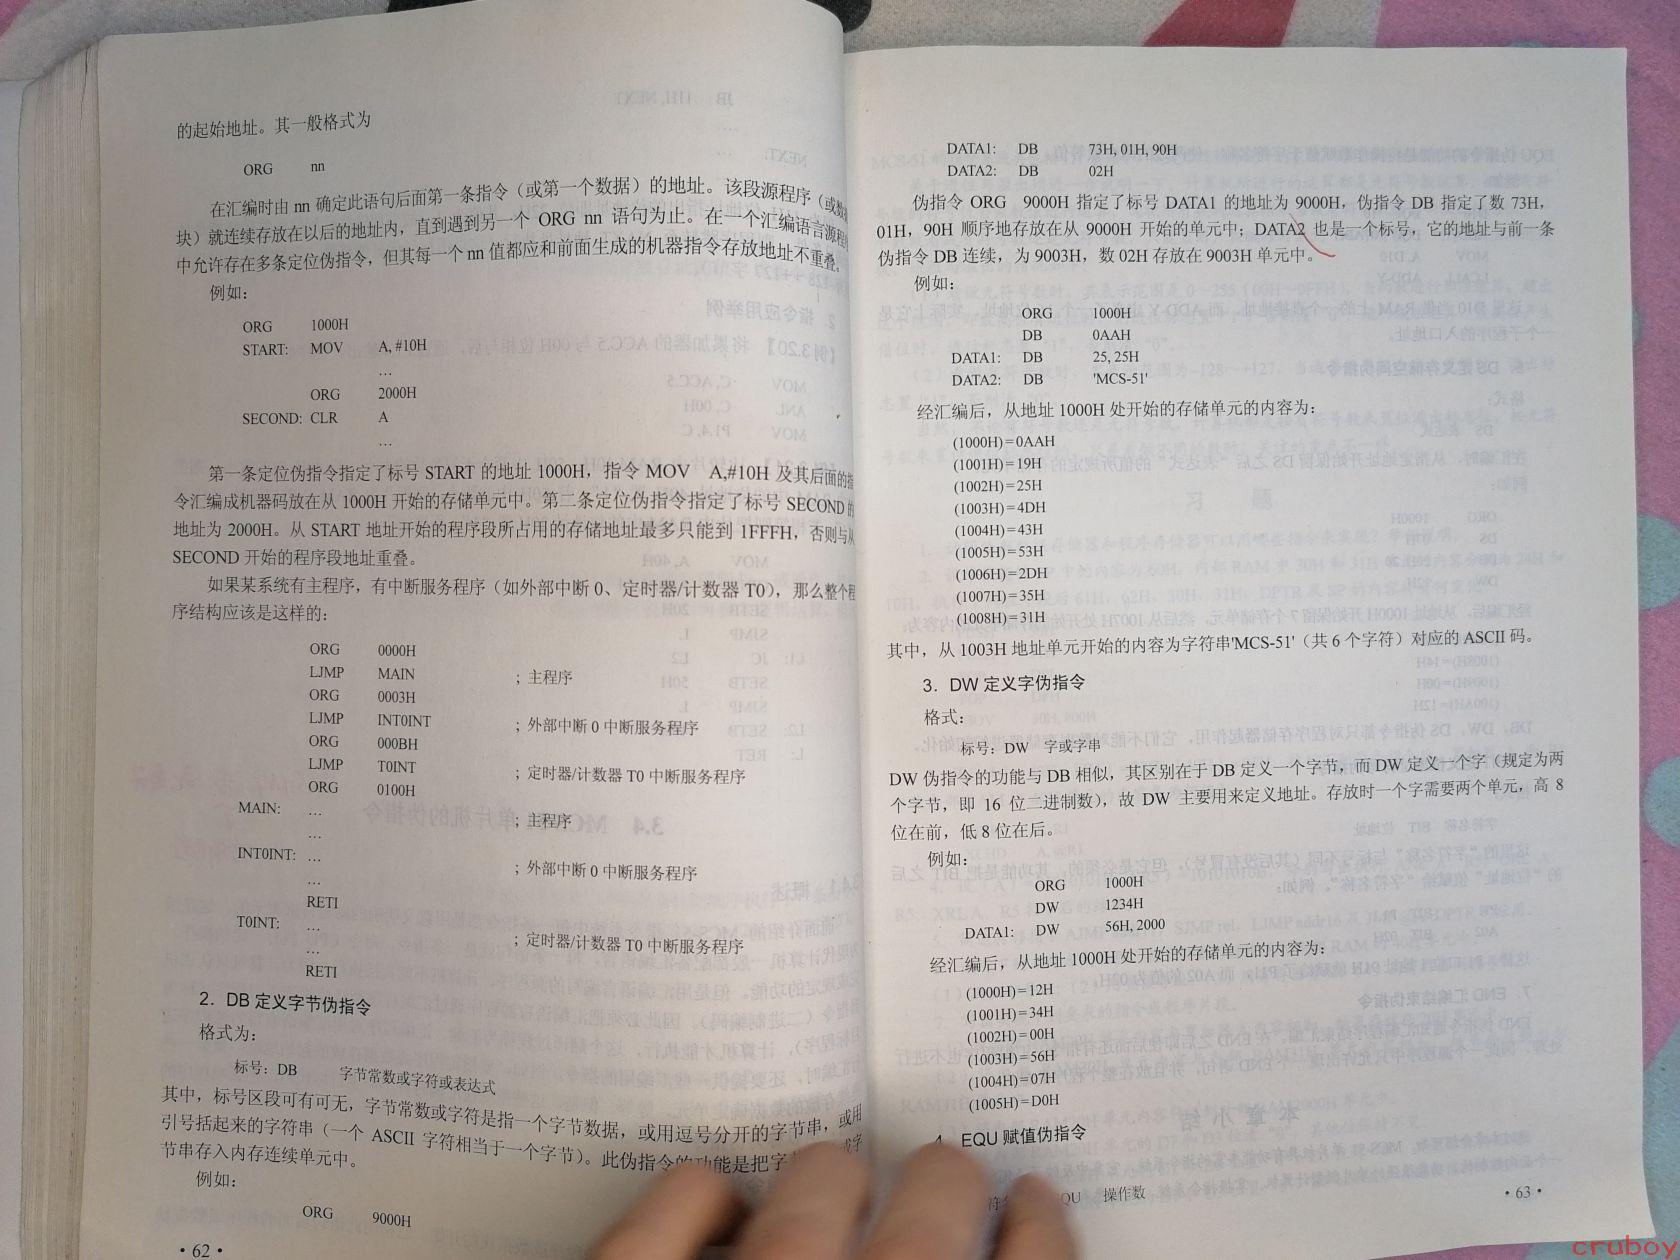 的起始地址。其一般格式为
ORG nn
在汇编时由 nn 确定此语句后面第一条指令（或第一个数据）的地址。该段源程序（或数据
块）就连续存放在以后的地址内，直到遇到另一个 ORG nn 语句为止。在一个汇编语言源程序
中允许存在多条定位伪指令，但其每一个 nn 值都应和前面生成的机器指令存放地址不重叠。
例如：
ORG 1000H
START: MOV A, #10H
…
ORG 2000H
SECOND: CLR A
…
第一条定位伪指令指定了标号 START 的地址 1000H，指令 MOV A,#10H 及其后面的指
令汇编成机器码放在从 1000H 开始的存储单元中。第二条定位伪指令指定了标号 SECOND 的
地址为 2000H。从 START 地址开始的程序段所占用的存储地址最多只能到 1FFFH，否则与从
SECOND 开始的程序段地址重叠。
如果某系统有主程序，有中断服务程序（如外部中断 0、定时器/计数器 T0），那么整个程
序结构应该是这样的：
ORG 0000H
LJMP MAIN ；主程序
ORG 0003H
LJMP INT0INT ；外部中断 0 中断服务程序
ORG 000BH
LJMP T0INT ；定时器/计数器 T0 中断服务程序
ORG 0100H
MAIN: … ；主程序
…
INT0INT: … ；外部中断 0 中断服务程序
…
RETI
T0INT: … ；定时器/计数器 T0 中断服务程序
…
RETI
2．DB 定义字节伪指令
格式为：
标号：DB 字节常数或字符或表达式
其中，标号区段可有可无，字节常数或字符是指一个字节数据，或用逗号分开的字节串，或用
引号括起来的字符串（一个 ASCII 字符相当于一个字节）。此伪指令的功能是把字 或字
节串存入内存连续单元中。
例如：
ORG 9000H
· 62 ·
DATA1: DB 73H, 01H, 90H
DATA2: DB 02H
伪指令 ORG 9000H 指定了标号 DATA1 的地址为 9000H，伪指令 DB 指定了数 73H，
01H，90H 顺序地存放在从 9000H 开始的单元中；DATA2 也是一个标号，它的地址与前一条
伪指令 DB 连续，为 9003H，数 02H 存放在 9003H 单元中。
例如：
ORG 1000H
DB 0AAH
DATA1: DB 25, 25H
DATA2: DB 'MCS-51'
经汇编后，从地址 1000H 处开始的存储单元的内容为：
(1000H)=0AAH
(1001H)=19H
(1002H)=25H
(1003H)=4DH
(1004H)=43H
(1005H)=53H
(1006H)=2DH
(1007H)=35H
(1008H)=31H
其中，从 1003H 地址单元开始的内容为字符串'MCS-51'（共 6 个字符）对应的 ASCII 码。
3．DW 定义字伪指令
格式：
标号：DW 字或字串
DW 伪指令的功能与 DB 相似，其区别在于 DB 定义一个字节，而 DW 定义一个字（规定为两
个字节，即 16 位二进制数），故 DW 主要用来定义地址。存放时一个字需要两个单元，高 8
位在前，低 8 位在后。
例如：
ORG 1000H
DW 1234H
DATA1: DW 56H, 2000
经汇编后，从地址 1000H 处开始的存储单元的内容为：
(1000H)=12H
(1001H)=34H
(1002H)=00H
(1003H)=56H
(1004H)=07H
(1005H)=D0H
4．EQU 赋值伪指令
操作数
· 63 ·
cruboy